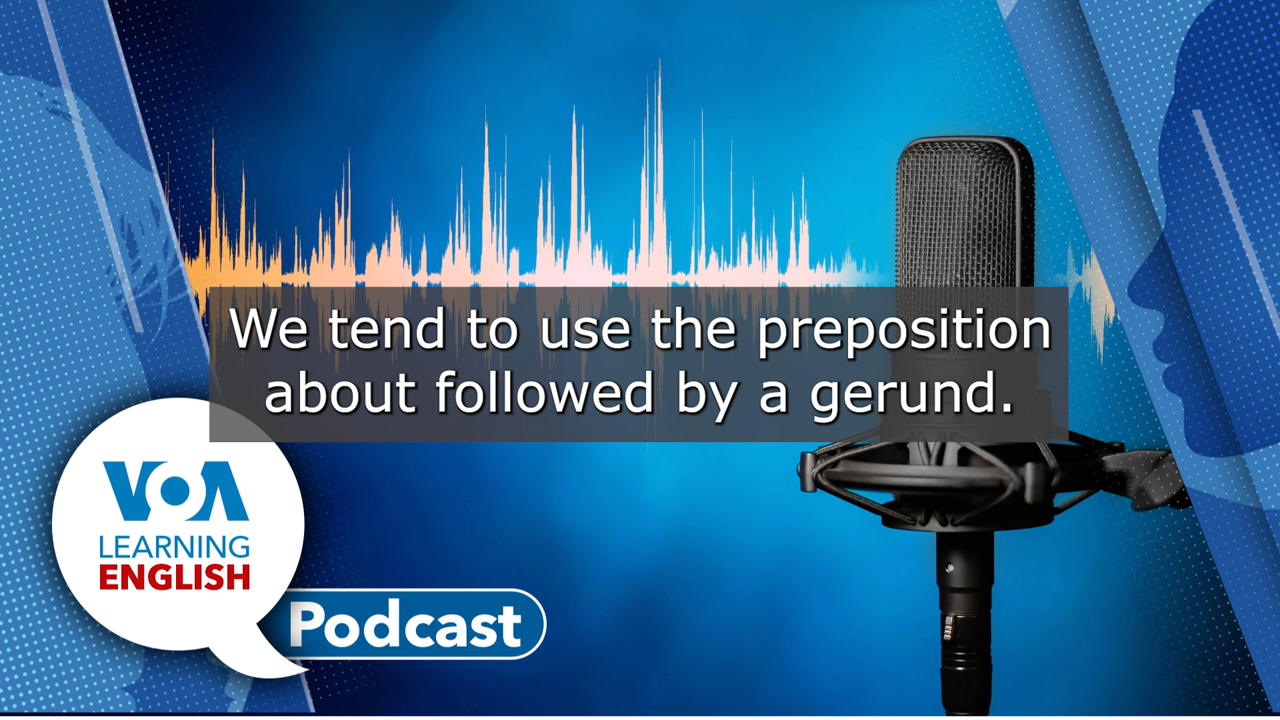 We tend to use the preposition
about followed by a gerund.
VOA
LEARNING
ENGLISH
Podcast